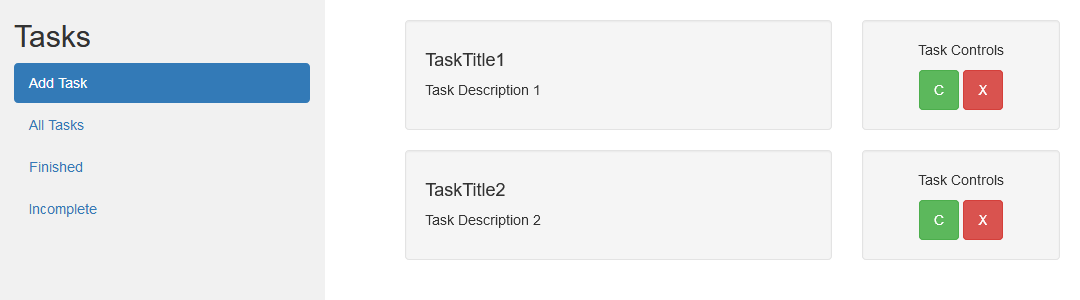 Tasks
Add Task
All Tasks
Finished
Incomplete
TaskTitle1
Task Description 1
Task Controls
C X
TaskTitle2
Task Description 2
Task Controls
C X